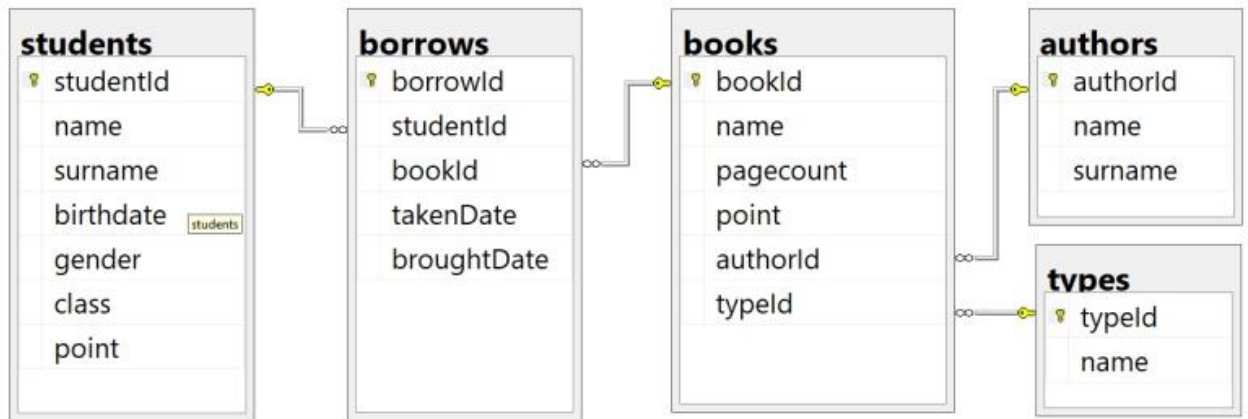 students
studentId
name
surname
birthdate
students
gender
class
point
borrows
borrowId
studentId
bookId
takenDate
broughtDate
books
bookId
name
pagecount
point
authorId
typeId
authors
authorId
name
surname
types
typeId
name